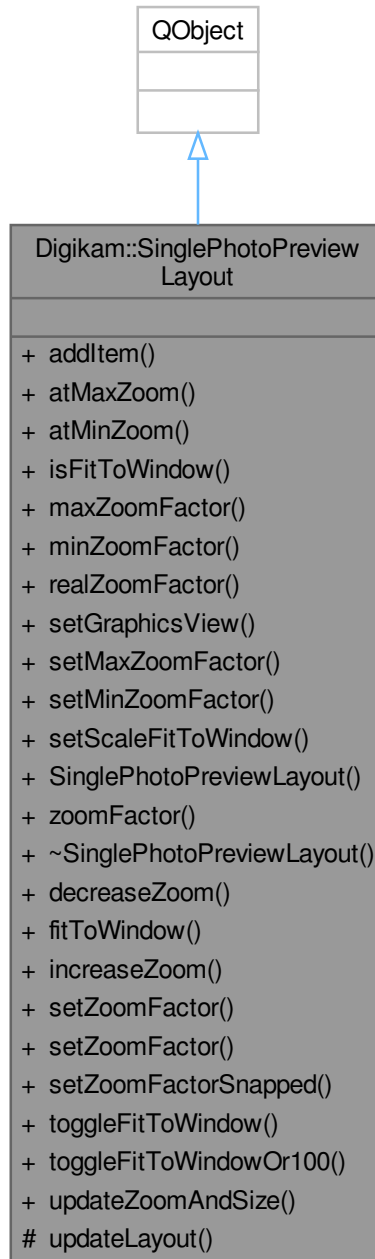 QObject
Digikam::SinglePhotoPreview
Layout
+ addItem()
+ atMaxZoom()
+ atMinZoom()
+ isFitToWindow()
+ maxZoomFactor()
+ minZoomFactor()
+ realZoomFactor()
+ setGraphicsView()
+ setMaxZoomFactor()
+ setMinZoomFactor()
+ setScaleFitToWindow()
+ SinglePhotoPreviewLayout()
+ zoomFactor()
+ ~SinglePhotoPreviewLayout()
+ decreaseZoom()
+ fitToWindow()
+ increaseZoom()
+ setZoomFactor()
+ setZoomFactor()
+ setZoomFactorSnapped()
+ toggleFitToWindow()
+ toggleFitToWindowOr100()
+ updateZoomAndSize()
# updateLayout()